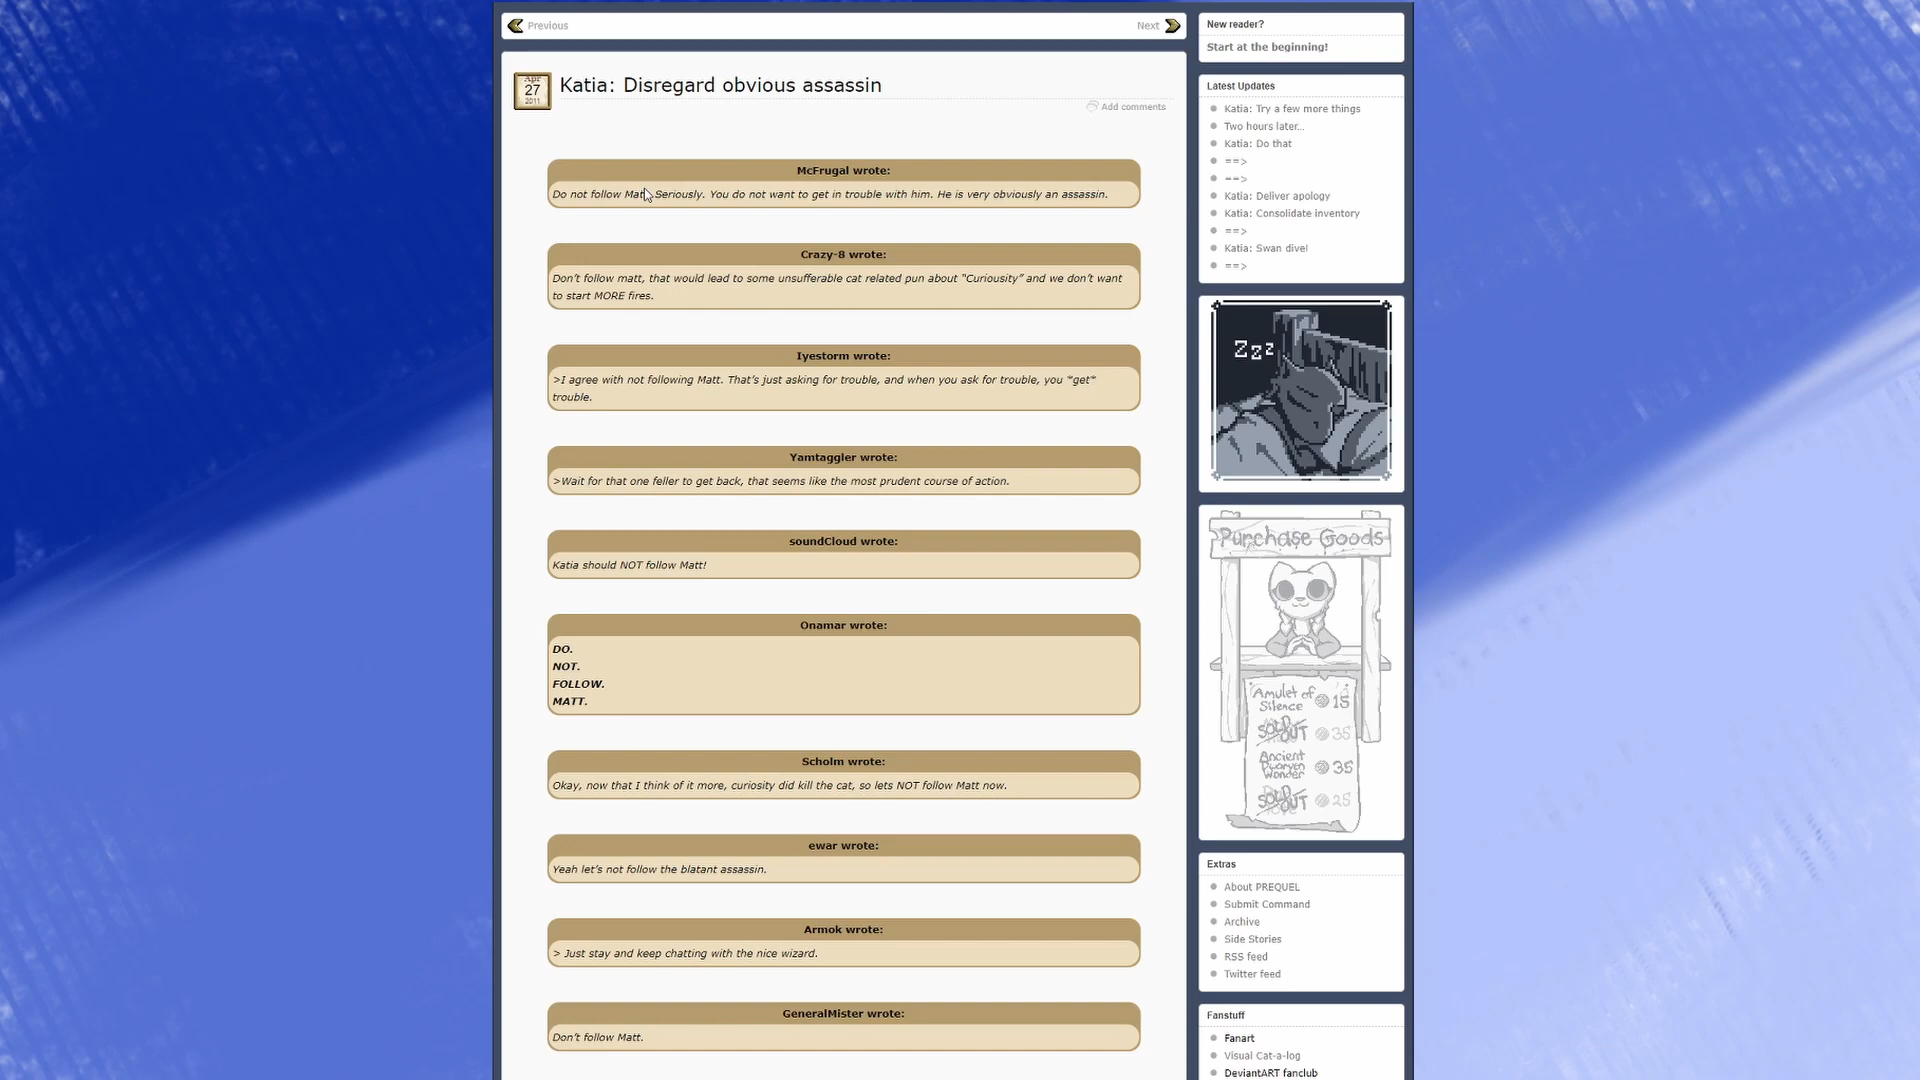 Previous
Next
Apr
27
2011
Katia: Disregard obvious assassin
Add comments
McFrugal wrote:
Do not follow Matt. Seriously. You do not want to get in trouble with him. He is very obviously an assassin.
Crazy-8 wrote:
Don’t follow matt, that would lead to some unsufferable cat related pun about “Curiousity” and we don’t want
to start MORE fires.
Iyestorm wrote:
>I agree with not following Matt. That’s just asking for trouble, and when you ask for trouble, you *get*
trouble.
Yamtaggler wrote:
>Wait for that one feller to get back, that seems like the most prudent course of action.
soundCloud wrote:
Katia should NOT follow Matt!
Onamar wrote:
DO.
NOT.
FOLLOW.
MATT.
Scholm wrote:
Okay, now that I think of it more, curiosity did kill the cat, so lets NOT follow Matt now.
ewar wrote:
Yeah let’s not follow the blatant assassin.
Armok wrote:
> Just stay and keep chatting with the nice wizard.
GeneralMister wrote:
Don’t follow Matt.
New reader?
Start at the beginning!
Latest Updates
Katia: Try a few more things
Two hours later...
Katia: Do that
==>
==>
Katia: Deliver apology
Katia: Consolidate inventory
==>
Katia: Swan dive!
==>
Zzz
Purchase Goods
Amulet of
Silence 15
SOLD OUT 35
Ancient
Dwarven
Wonder 35
SOLD OUT 25
Extras
About PREQUEL
Submit Command
Archive
Side Stories
RSS feed
Twitter feed
Fanstuff
Fanart
Visual Cat-a-log
DeviantART fanclub